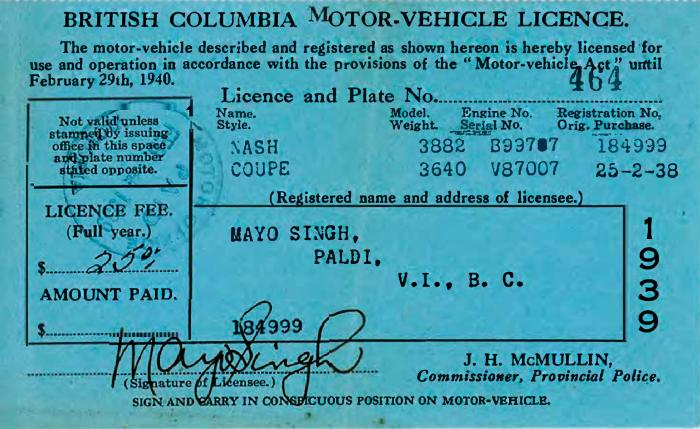 BRITISH COLUMBIA MOTOR-VEHICLE LICENCE.
The motor-vehicle described and registered as shown hereon is hereby licensed for
use and operation in accordance with the provisions of the "Motor-vehicle Act" until
February 29th, 1940.
464
Licence and Plate No.
Not valid unless
stamped by issuing
office in this space
and plate number
stated opposite.
Name. Model. Engine No. Registration No.
Style. Weight. Serial No. Orig. Purchase.
NASH 3882 B99787 184999
COUPE 3640 V87007 25-2-38
(Registered name and address of licensee.)
LICENCE FEE.
(Full year.)
$
AMOUNT PAID.
$
MAYO SINGH,
PALDI,
V.I., B. C.
184999
1
9
3
9
Mayo Singh
(Signature of Licensee.)
J. H. McMULLIN,
Commissioner, Provincial Police.
SIGN AND CARRY IN CONSPICUOUS POSITION ON MOTOR-VEHICLE.